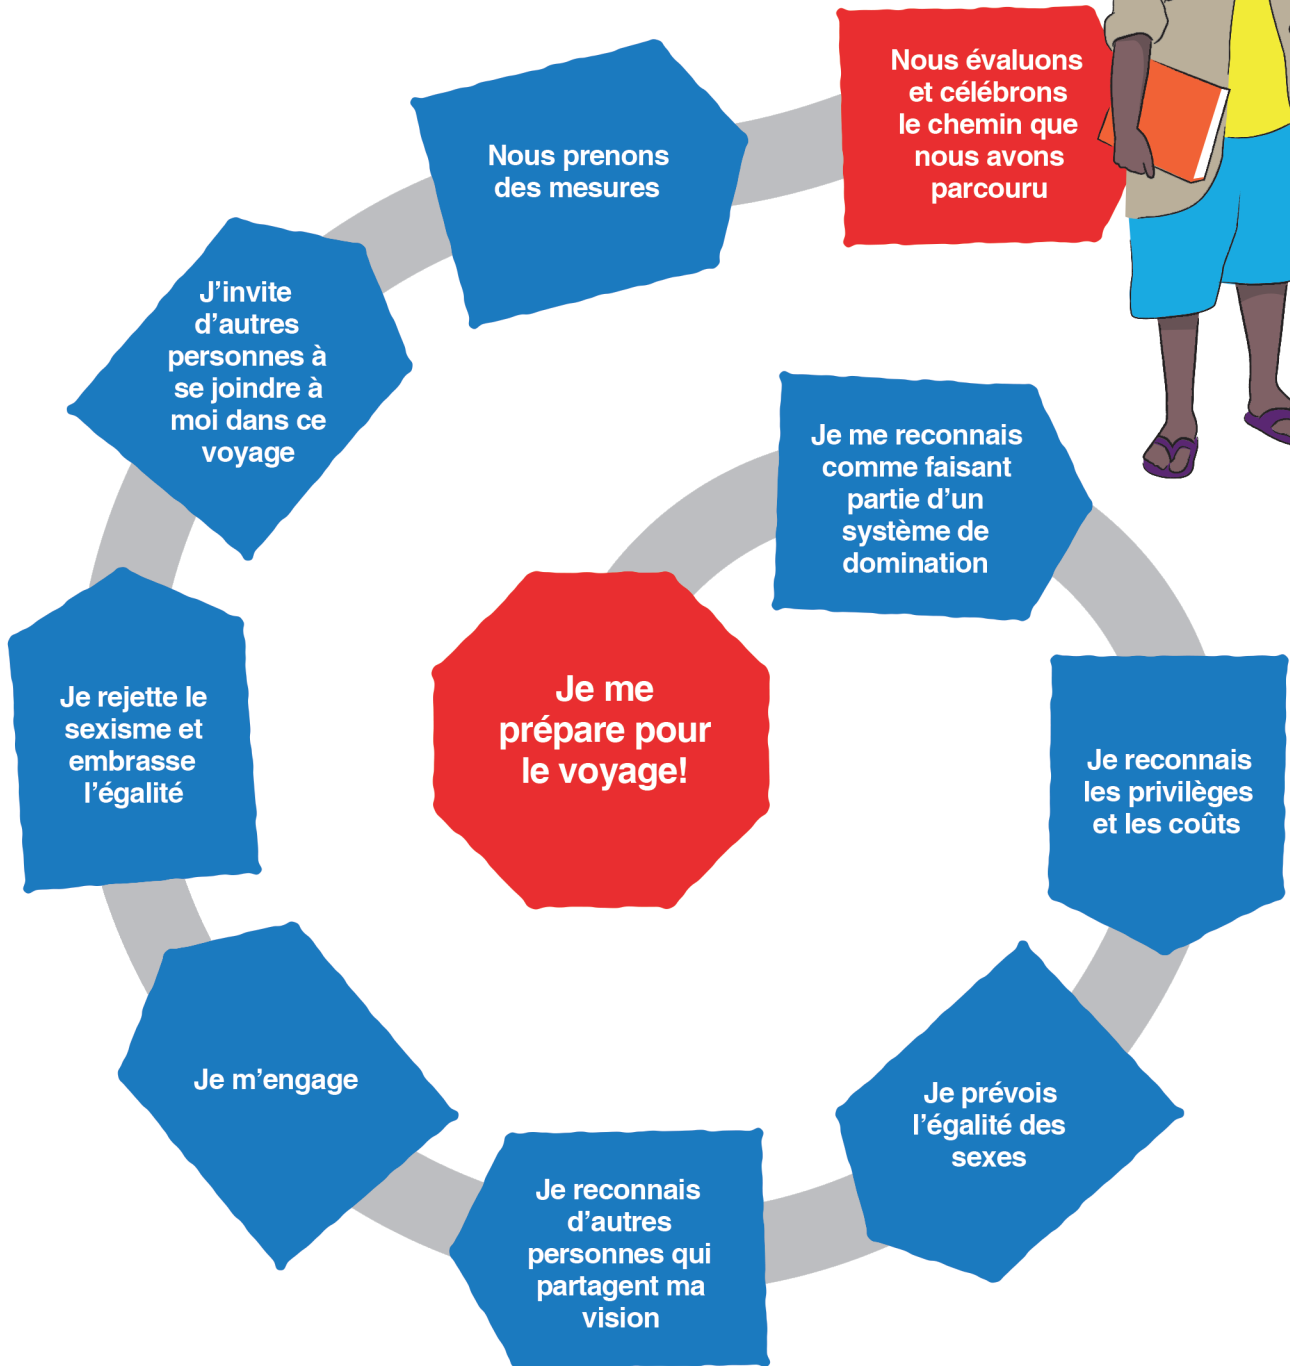 Je me
prépare pour
le voyage!
Je me reconnais
comme faisant
partie d’un
système de
domination
Je reconnais
les privilèges
et les coûts
Je prévois
l’égalité des
sexes
Je reconnais
d’autres
personnes qui
partagent ma
vision
Je m’engage
Je rejette le
sexisme et
embrasse
l’égalité
J’invite
d’autres
personnes à
se joindre à
moi dans ce
voyage
Nous prenons
des mesures
Nous évaluons
et célébrons
le chemin que
nous avons
parcouru